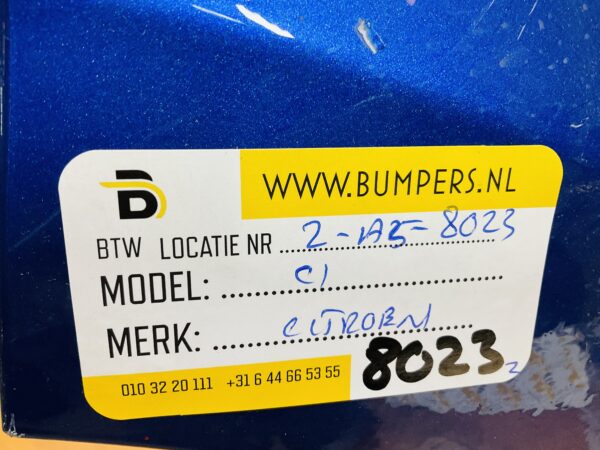 WWW.BUMPERS.NL
BTW LOCATIE NR 2-A5-8023
MODEL: C1
MERK: CITROEN
010 32 20 111 +31 6 44 66 53 55 8023